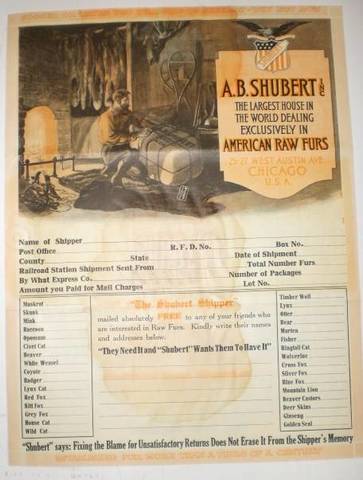 A.B. SHUBERT INC
THE LARGEST HOUSE IN
THE WORLD DEALING
EXCLUSIVELY IN
AMERICAN RAW FURS
25-27 WEST AUSTIN AVE.
CHICAGO
U.S.A.
Name of Shipper
Post Office R. F. D. No. Box No.
County State Date of Shipment
Railroad Station Shipment Sent From Total Number Furs
By What Express Co. Number of Packages
Amount you Paid for Mail Charges Lot No.
Muskrat
Skunk
Mink
Raccoon
Opossum
Civet Cat
Beaver
White Weasel
Coyote
Badger
Lynx Cat
Red Fox
Kitt Fox
Grey Fox
House Cat
Wild Cat
"The Shubert Shipper"
mailed absolutely FREE to any of your friends who
are interested in Raw Furs. Kindly write their names
and addresses below.
"They Need It and "Shubert" Wants Them To Have It"
Timber Wolf
Lynx
Otter
Bear
Marten
Fisher
Ringtail Cat
Wolverine
Cross Fox
Silver Fox
Blue Fox
Mountain Lion
Beaver Castors
Deer Skins
Ginseng
Golden Seal
"Shubert" says: Fixing the Blame for Unsatisfactory Returns Does Not Erase It From the Shipper's Memory